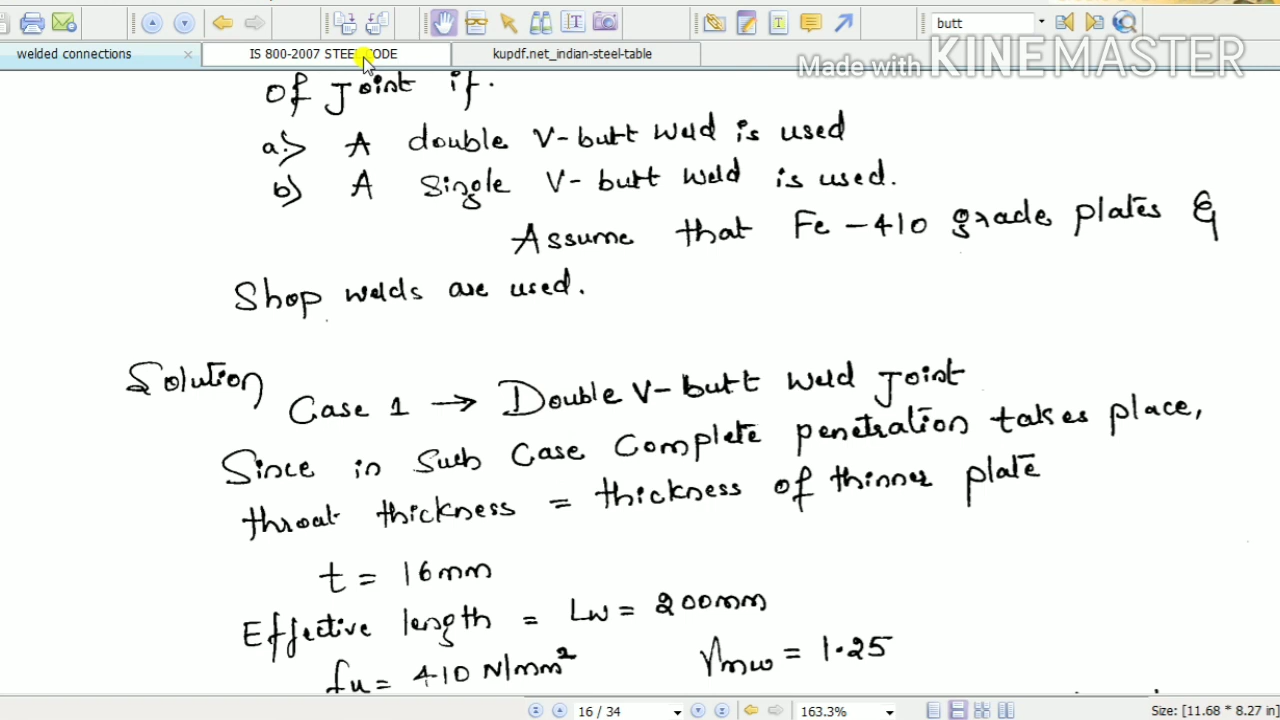 butt
welded connections
IS 800-2007 STEEL CODE
kupdf.net_indian-steel-table
Made with KINEMASTER
of Joint if.
a:> A double V-butt weld is used
b) A Single V-butt weld is used.
Assume that Fe-410 grade plates &
Shop welds are used.
Solution
Case 1 → Double V-butt weld Joint
Since in such case complete penetration takes place,
throat thickness = thickness of thinner plate
t = 16mm
Effective length = Lw = 200mm
fu = 410 N/mm² γmw = 1.25
16 / 34
163.3%
Size: [11.68 * 8.27 in]